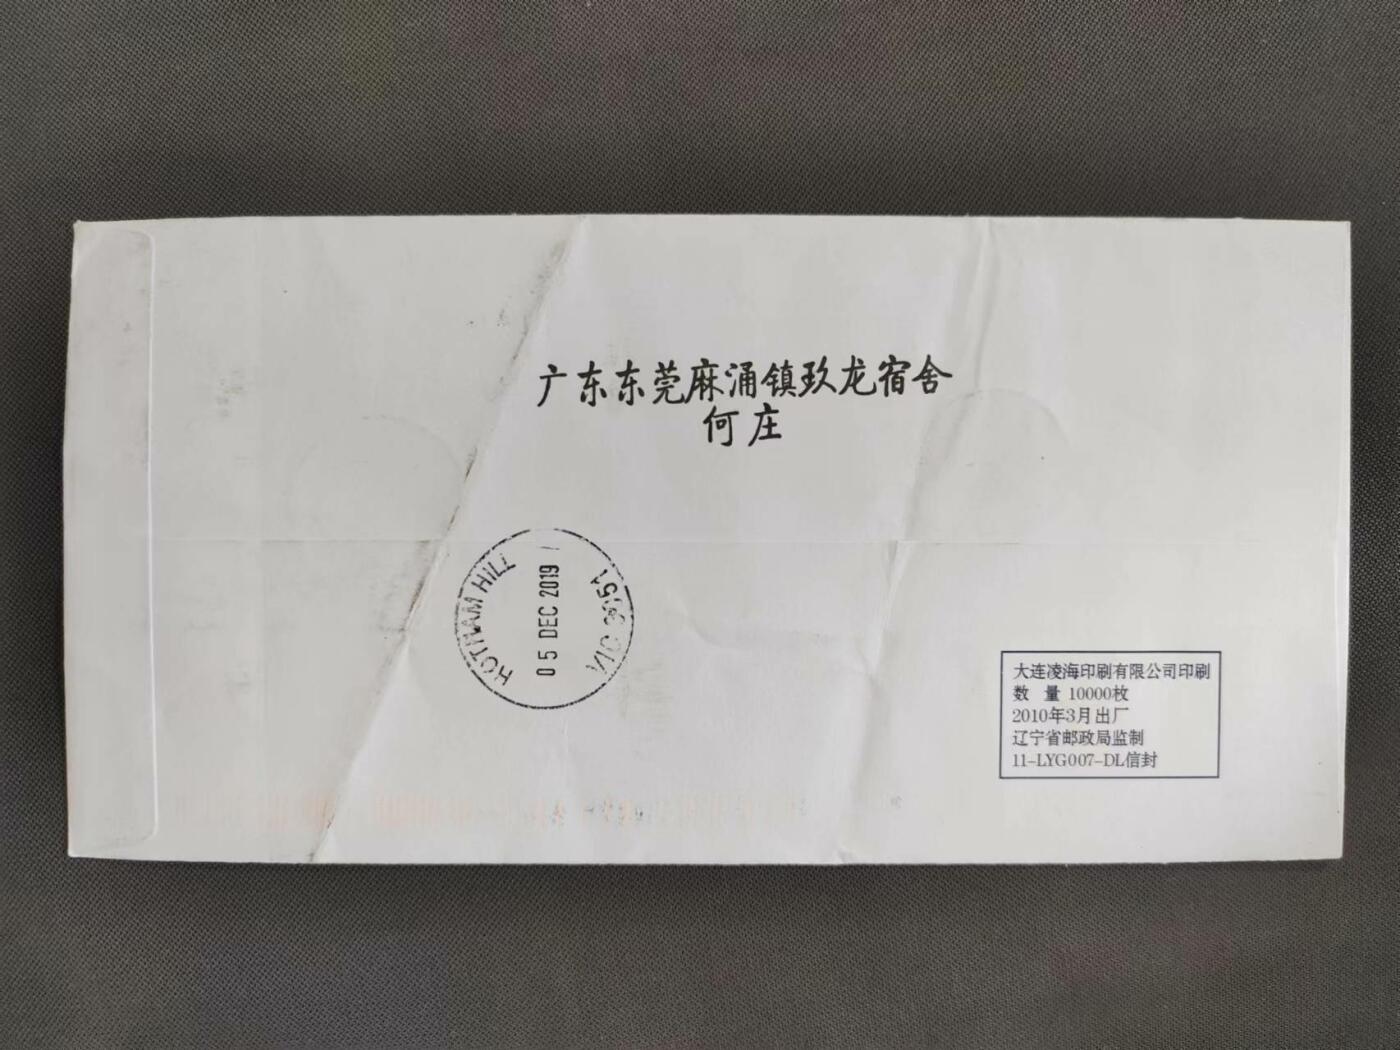 广东东莞麻涌镇玖龙宿舍
何庄
HOTHAM HILL
05 DEC 2019
VIC 3051
大连凌海印刷有限公司印刷
数 量 10000枚
2010年3月出厂
辽宁省邮政局监制
11-LYG007-DL信封